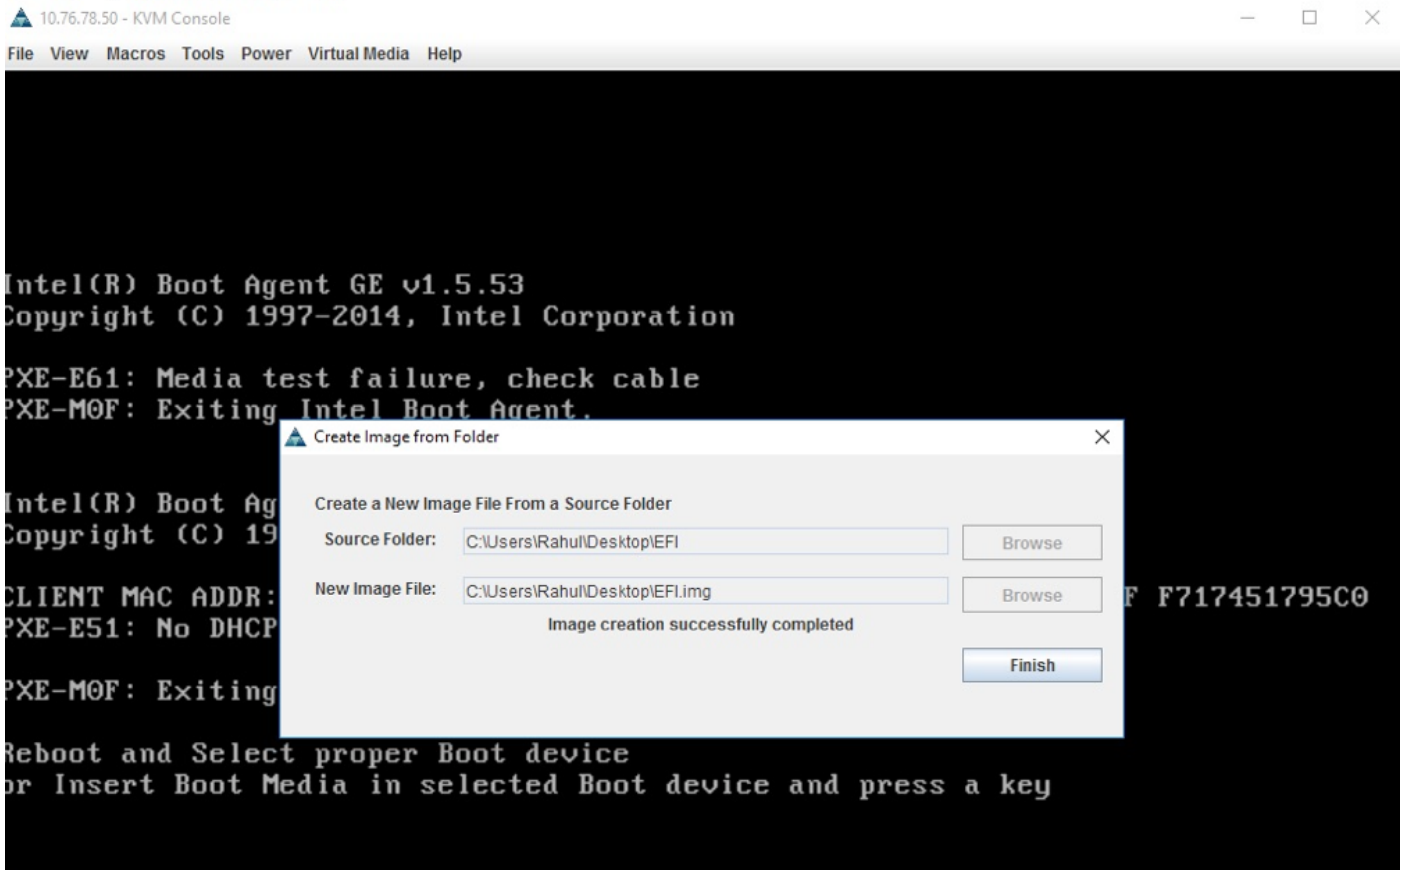 10.76.78.50 - KVM Console
File View Macros Tools Power Virtual Media Help
Intel(R) Boot Agent GE v1.5.53
Copyright (C) 1997-2014, Intel Corporation
PXE-E61: Media test failure, check cable
PXE-M0F: Exiting Intel Boot Agent.
Create Image from Folder
Intel(R) Boot Ag
Copyright (C) 19
Create a New Image File From a Source Folder
Source Folder: C:\Users\Rahul\Desktop\EFI Browse
New Image File: C:\Users\Rahul\Desktop\EFI.img Browse
CLIENT MAC ADDR: F F717451795C0
PXE-E51: No DHCP
Image creation successfully completed
Finish
PXE-M0F: Exiting
Reboot and Select proper Boot device
or Insert Boot Media in selected Boot device and press a key